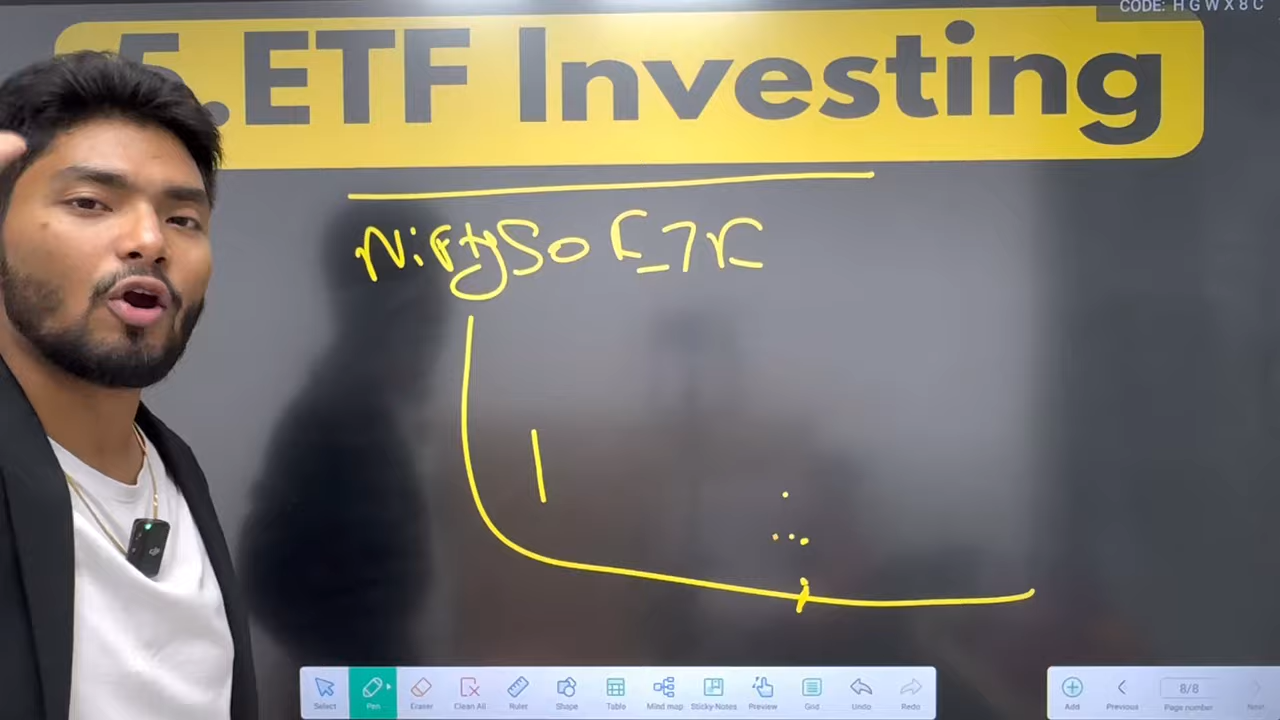 CODE: H G W X 8 C
5.ETF Investing
Nifty50 ETF
Select
Pen
Eraser
Clean All
Ruler
Shape
Table
Mind map
Sticky-Notes
Preview
Grid
Undo
Redo
Add
Previous
8/8
Page number
Next